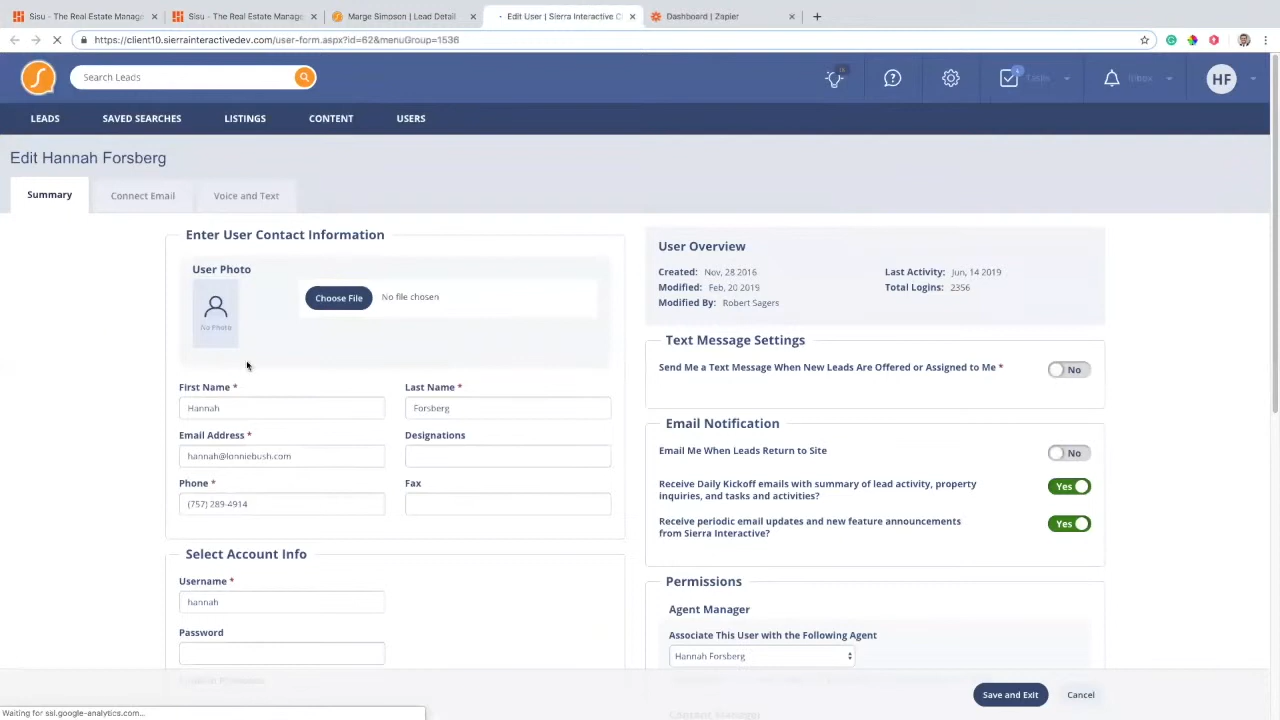 Sisu - The Real Estate Manage
Sisu - The Real Estate Manage
Marge Simpson | Lead Detail
Edit User | Sierra Interactive C
Dashboard | Zapier
https://client10.sierrainteractivedev.com/user-form.aspx?id=62&menuGroup=1536
Search Leads
Tasks
Inbox
HF
LEADS
SAVED SEARCHES
LISTINGS
CONTENT
USERS
Edit Hannah Forsberg
Summary
Connect Email
Voice and Text
Enter User Contact Information
User Photo
No Photo
Choose File
No file chosen
First Name *
Last Name *
Hannah
Forsberg
Email Address *
Designations
hannah@lonniebush.com
Phone *
Fax
(757) 289-4914
Select Account Info
Username *
hannah
Password
User Overview
Created: Nov, 28 2016
Last Activity: Jun, 14 2019
Modified: Feb, 20 2019
Total Logins: 2356
Modified By: Robert Sagers
Text Message Settings
Send Me a Text Message When New Leads Are Offered or Assigned to Me *
No
Email Notification
Email Me When Leads Return to Site
No
Receive Daily Kickoff emails with summary of lead activity, property
inquiries, and tasks and activities?
Yes
Receive periodic email updates and new feature announcements
from Sierra Interactive?
Yes
Permissions
Agent Manager
Associate This User with the Following Agent
Hannah Forsberg
Content Manager
Save and Exit
Cancel
Waiting for ssl.google-analytics.com...